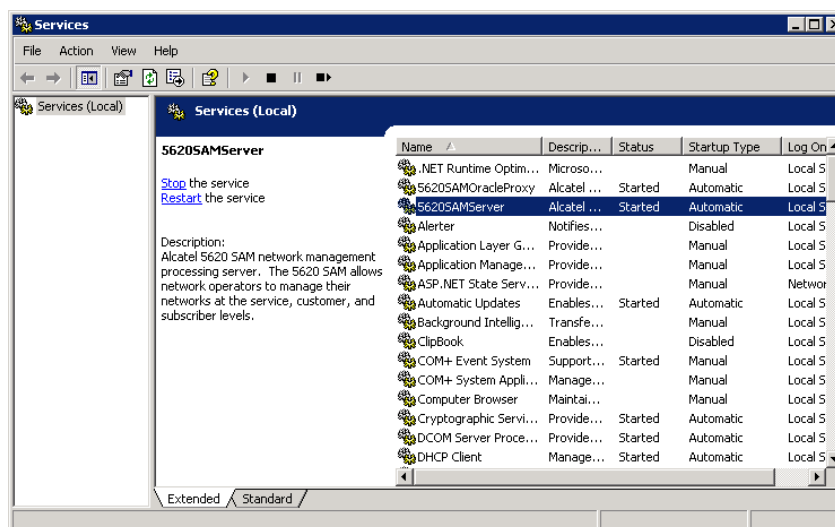 Services
File Action View Help
Services (Local)
Services (Local)
5620SAMServer
Stop the service
Restart the service
Description:
Alcatel 5620 SAM network management
processing server. The 5620 SAM allows
network operators to manage their
networks at the service, customer, and
subscriber levels.
Name Descrip... Status Startup Type Log On
.NET Runtime Optim... Microso... Manual Local S
5620SAMOracleProxy Alcatel ... Started Automatic Local S
5620SAMServer Alcatel ... Started Automatic Local S
Alerter Notifies... Disabled Local S
Application Layer G... Provide... Manual Local S
Application Manage... Provide... Manual Local S
ASP.NET State Serv... Provide... Manual Networ
Automatic Updates Enables... Started Automatic Local S
Background Intellig... Transfe... Manual Local S
ClipBook Enables... Disabled Local S
COM+ Event System Support... Started Manual Local S
COM+ System Appli... Manage... Manual Local S
Computer Browser Maintai... Manual Local S
Cryptographic Servi... Provide... Started Automatic Local S
DCOM Server Proce... Provide... Started Automatic Local S
DHCP Client Manage... Started Automatic Local S
Extended Standard